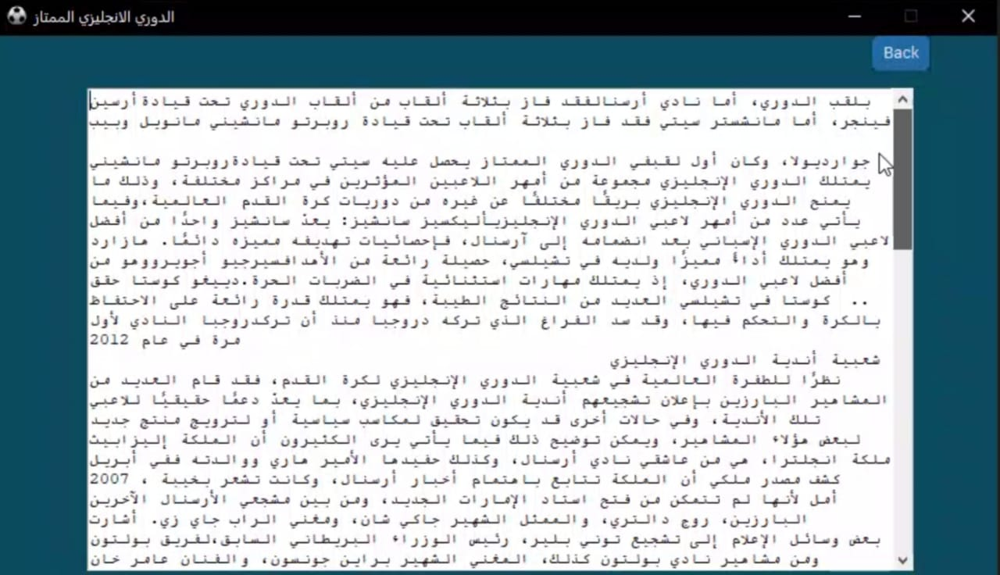 الدوري الانجليزي الممتاز
Back
بلقب الدوري، أما نادي أرسنالفقد فاز بثلاثة ألقاب من ألقاب الدوري تحت قيادة أرسين
فينجر، أما مانشستر سيتي فقد فاز بثلاثة ألقاب تحت قيادة روبرتو مانشيني مانويل وبيب
جوارديولا، وكان أول لقبفي الدوري الممتاز يحصل عليه سيتي تحت قيادةروبرتو مانشيني
يمتلك الدوري الإنجليزي مجموعة من أمهر اللاعبين المؤثرين في مراكز مختلفة، وذلك ما
يمنح الدوري الإنجليزي بريقًا مختلفًا عن غيره من دوريات كرة القدم العالمية،وفيما
يأتي عدد من أمهر لاعبي الدوري الإنجليزيأليكسيز سانشيز: يعدّ سانشيز واحدًا من أفضل
لاعبي الدوري الإسباني بعد انضمامه إلى آرسنال، فإحصائيات تهديفه مميزه دائمًا. مازارد
وهو يمتلك أداءً مميزًا ولديه في تشيلسي، حصيلة رائعة من الأهدافسيرجيو أجويرووهو من
أفضل لاعبي الدوري، إذ يمتلك مهارات استثنائية في الضربات الحرة.دييغو كوستا حقق
.. كوستا في تشيلسي العديد من النتائج الطيبة، فهو يمتلك قدرة رائعة على الاحتفاظ
بالكرة والتحكم فيها، وقد سد الفراغ الذي تركه دروجبا منذ أن تركدروجبا النادي لأول
مرة في عام 2012
شعبية أندية الدوري الإنجليزي
نظرًا للطفرة العالمية في شعبية الدوري الإنجليزي لكرة القدم، فقد قام العديد من
المشاهير البارزين بإعلان تشجيعهم أندية الدوري الإنجليزي، بما يعدّ دعمًا حقيقيًا للاعبي
تلك الأندية، وفي حالات أخرى قد يكون تحقيق لمكاسب سياسية أو لترويج منتج جديد
لبعض هؤلاء المشاهير، ويمكن توضيح ذلك فيما يأتي يرى الكثيرون أن الملكة إليزابيث
ملكة انجلترا، هي من عاشقي نادي أرسنال، وكذلك حفيدها الأمير هاري ووالدته ففي أبريل
كشف مصدر ملكي أن الملكة تتابع باهتمام أخبار أرسنال، وكانت تشعر بخيبة ، 2007
أمل لأنها لم تتمكن من فتح استاد الإمارات الجديد، ومن بين مشجعي الأرسنال الآخرين
البارزين، روج دالتري، والممثل الشهير جاكي شان، ومغني الراب جاي زي. أشارت
بعض وسائل الإعلام إلى تشجيع توني بلير، رئيس الوزراء البريطاني السابق،لفريق بولتون
ومن مشاهير نادي بولتون كذلك، المغني الشهير براين جونسون، والفنان عامر خان